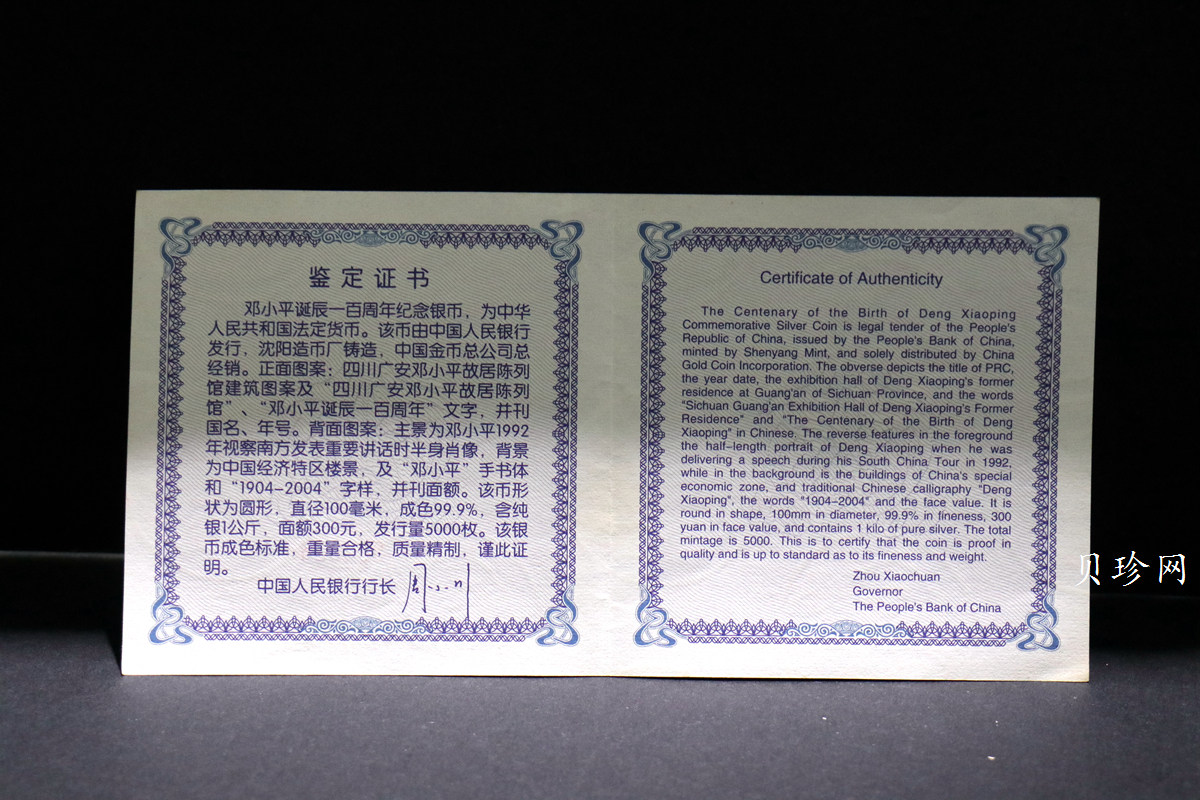 鉴定证书
邓小平诞辰一百周年纪念银币，为中华
人民共和国法定货币。该币由中国人民银行
发行，沈阳造币厂铸造，中国金币总公司总
经销。正面图案：四川广安邓小平故居陈列
馆建筑图案及“四川广安邓小平故居陈列
馆”、“邓小平诞辰一百周年”文字，并刊
国名、年号。背面图案：主景为邓小平1992
年视察南方发表重要讲话时半身肖像，背景
为中国经济特区楼景，及“邓小平”手书体
和“1904-2004”字样，并刊面额。该币形
状为圆形，直径100毫米，成色99.9%，含纯
银1公斤，面额300元，发行量5000枚。该银
币成色标准，重量合格，质量精制，谨此证
明。
中国人民银行行长 周小川
Certificate of Authenticity
The Centenary of the Birth of Deng Xiaoping
Commemorative Silver Coin is legal tender of the People's
Republic of China, issued by the People's Bank of China,
minted by Shenyang Mint, and solely distributed by China
Gold Coin Incorporation. The obverse depicts the title of PRC,
the year date, the exhibition hall of Deng Xiaoping's former
residence at Guang'an of Sichuan Province, and the words
"Sichuan Guang'an Exhibition Hall of Deng Xiaoping's Former
Residence" and "The Centenary of the Birth of Deng
Xiaoping" in Chinese. The reverse features in the foreground
the half-length portrait of Deng Xiaoping when he was
delivering a speech during his South China Tour in 1992,
while in the background is the buildings of China's special
economic zone, and traditional Chinese calligraphy "Deng
Xiaoping", the words "1904-2004" and the face value. It is
round in shape, 100mm in diameter, 99.9% in fineness, 300
yuan in face value, and contains 1 kilo of pure silver. The total
mintage is 5000. This is to certify that the coin is proof in
quality and is up to standard as to its fineness and weight.
Zhou Xiaochuan
Governor
The People's Bank of China
贝珍网